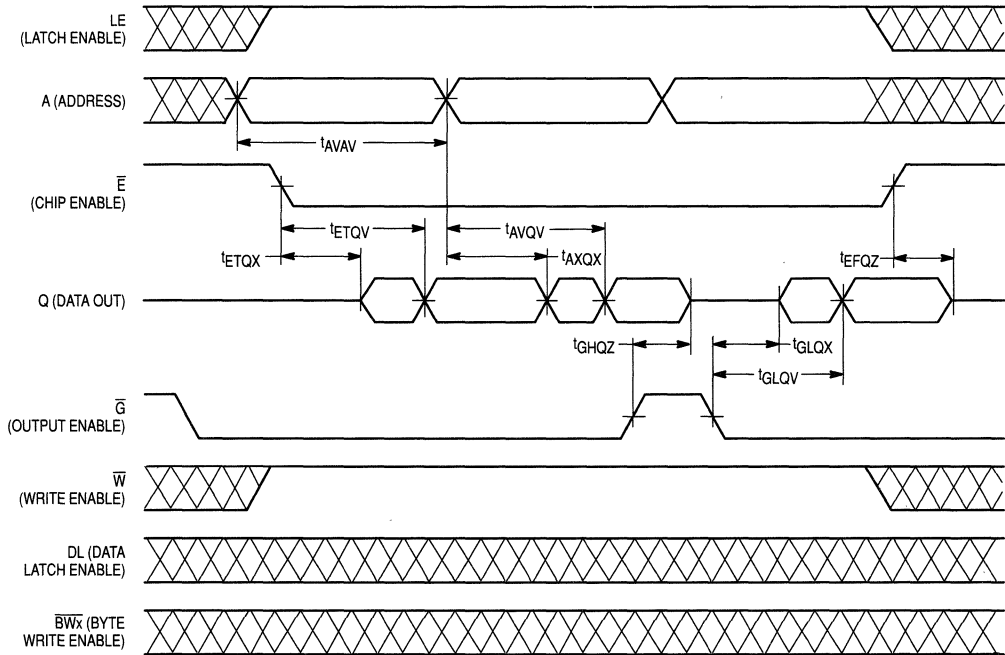 LE
(LATCH ENABLE)
A (ADDRESS)
tAVAV
E̅
(CHIP ENABLE)
tETQV
tAVQV
tETQX
tAXQX
tEFQZ
Q (DATA OUT)
tGHQZ
tGLQX
tGLQV
G̅
(OUTPUT ENABLE)
W̅
(WRITE ENABLE)
DL (DATA
LATCH ENABLE)
B̅W̅x̅ (BYTE
WRITE ENABLE)